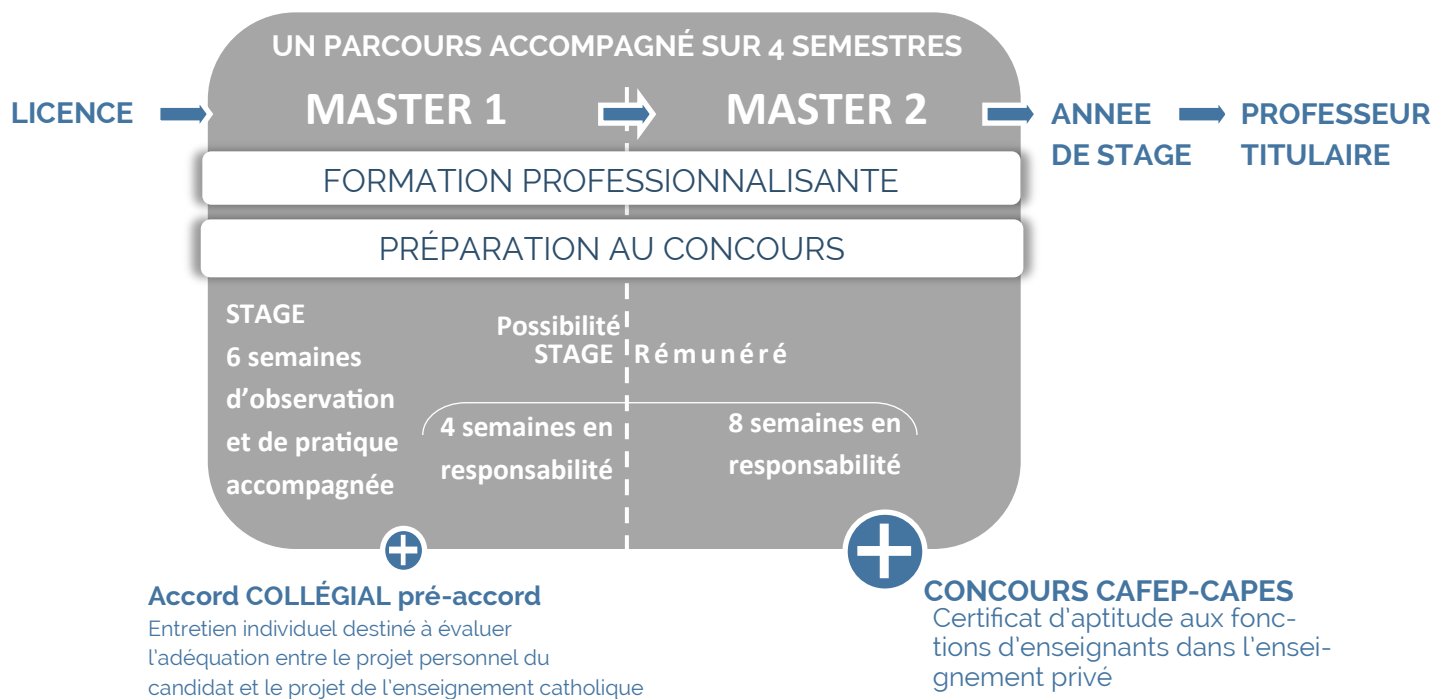 UN PARCOURS ACCOMPAGNÉ SUR 4 SEMESTRES
LICENCE
MASTER 1
MASTER 2
ANNEE
DE STAGE
PROFESSEUR
TITULAIRE
FORMATION PROFESSIONNALISANTE
PRÉPARATION AU CONCOURS
STAGE
6 semaines
d’observation
et de pratique
accompagnée
Possibilité
STAGE Rémunéré
4 semaines en
responsabilité
8 semaines en
responsabilité
Accord COLLÉGIAL pré-accord
Entretien individuel destiné à évaluer
l’adéquation entre le projet personnel du
candidat et le projet de l’enseignement catholique
CONCOURS CAFEP-CAPES
Certificat d’aptitude aux fonc-
tions d’enseignants dans l’ensei-
gnement privé